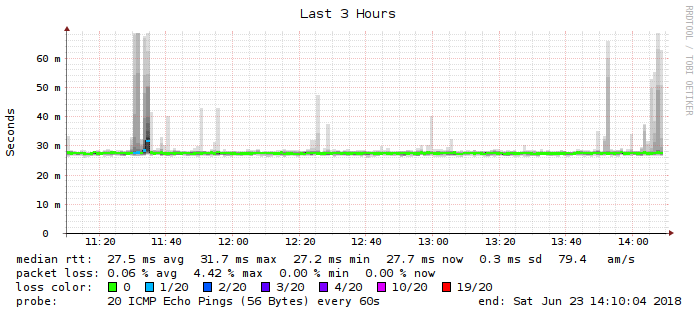 Last 3 Hours
RRDTOOL / TOBI OETIKER
Seconds
60 m
50 m
40 m
30 m
20 m
10 m
0
11:20 11:40 12:00 12:20 12:40 13:00 13:20 13:40 14:00
median rtt: 27.5 ms avg 31.7 ms max 27.2 ms min 27.7 ms now 0.3 ms sd 79.4 am/s
packet loss: 0.06 % avg 4.42 % max 0.00 % min 0.00 % now
loss color: 0 1/20 2/20 3/20 4/20 10/20 19/20
probe: 20 ICMP Echo Pings (56 Bytes) every 60s end: Sat Jun 23 14:10:04 2018